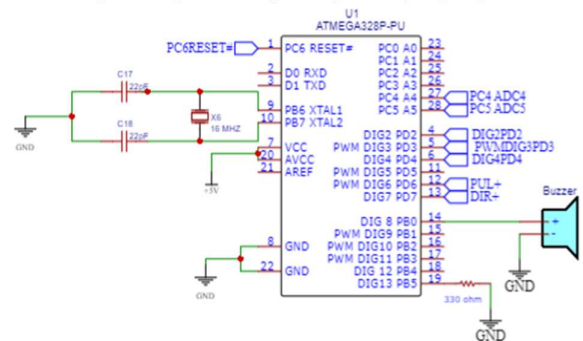 U1
ATMEGA328P-PU
PC6RESET#
1 PC6 RESET#
2 D0 RXD
3 D1 TXD
C17
22pF
X6
16 MHZ
9 PB6 XTAL1
10 PB7 XTAL2
C18
22pF
GND
7 VCC
20 AVCC
21 AREF
+5V
8 GND
22 GND
GND
PC0 A0 23
PC1 A1 24
PC2 A2 25
PC3 A3 26
PC4 A4 27 PC4 ADC4
PC5 A5 28 PC5 ADC5
DIG2 PD2 4 DIG2PD2
PWM DIG3 PD3 5 PWMDIG3PD3
DIG4 PD4 6 DIG4PD4
PWM DIG5 PD5 11
PWM DIG6 PD6 12 PUL+
DIG7 PD7 13 DIR+
DIG 8 PB0 14
PWM DIG9 PB1 15
PWM DIG10 PB2 16
PWM DIG11 PB3 17
DIG 12 PB4 18
DIG13 PB5 19
Buzzer
+
-
GND
330 ohm
GND